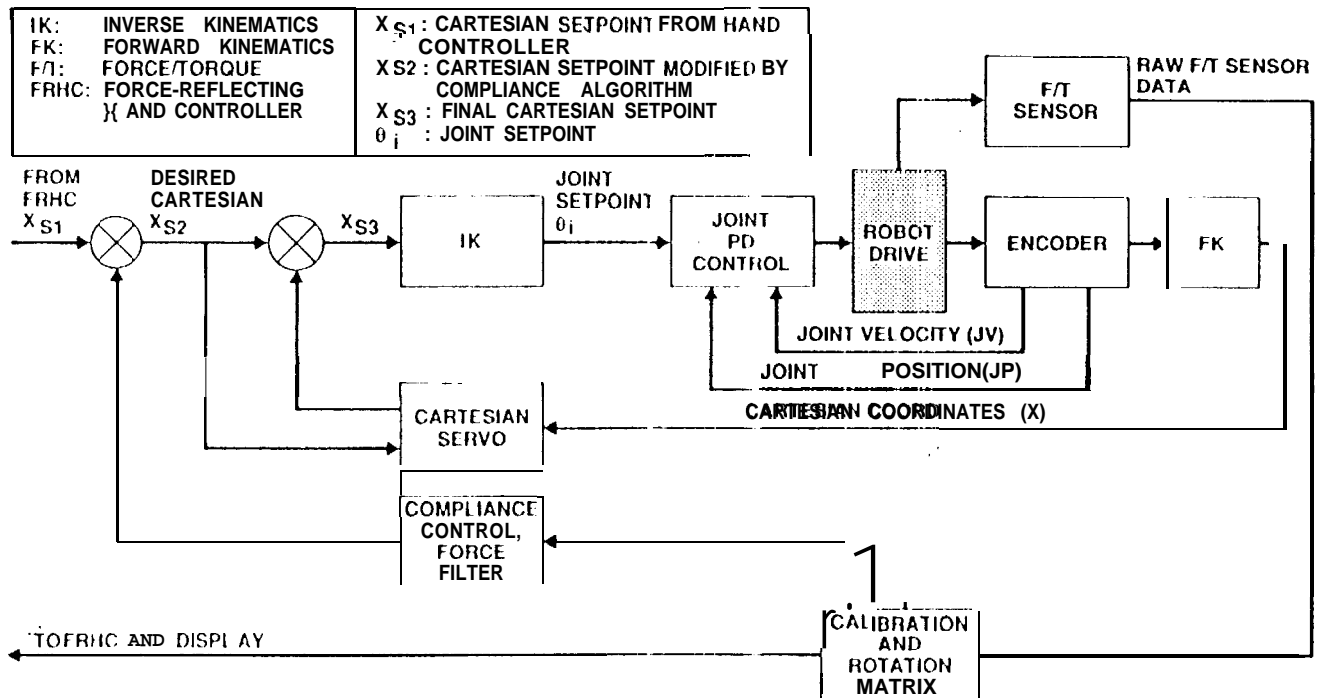 IK: INVERSE KINEMATICS
FK: FORWARD KINEMATICS
F/T: FORCE/TORQUE
FRHC: FORCE-REFLECTING
}{ AND CONTROLLER
X S1 : CARTESIAN SETPOINT FROM HAND
CONTROLLER
X S2 : CARTESIAN SETPOINT MODIFIED BY
COMPLIANCE ALGORITHM
X S3 : FINAL CARTESIAN SETPOINT
θ i : JOINT SETPOINT
F/T
SENSOR
RAW F/T SENSOR
DATA
FROM
FRHC
X S1
DESIRED
CARTESIAN
X S2
X S3
IK
JOINT
SETPOINT
θi
JOINT
PD
CONTROL
ROBOT
DRIVE
ENCODER
FK
JOINT VELOCITY (JV)
JOINT POSITION(JP)
CARTESIAN COORDINATES (X)
CARTESIAN
SERVO
COMPLIANCE
CONTROL,
FORCE
FILTER
TOFRHC AND DISPLAY
CALIBRATION
AND
ROTATION
MATRIX